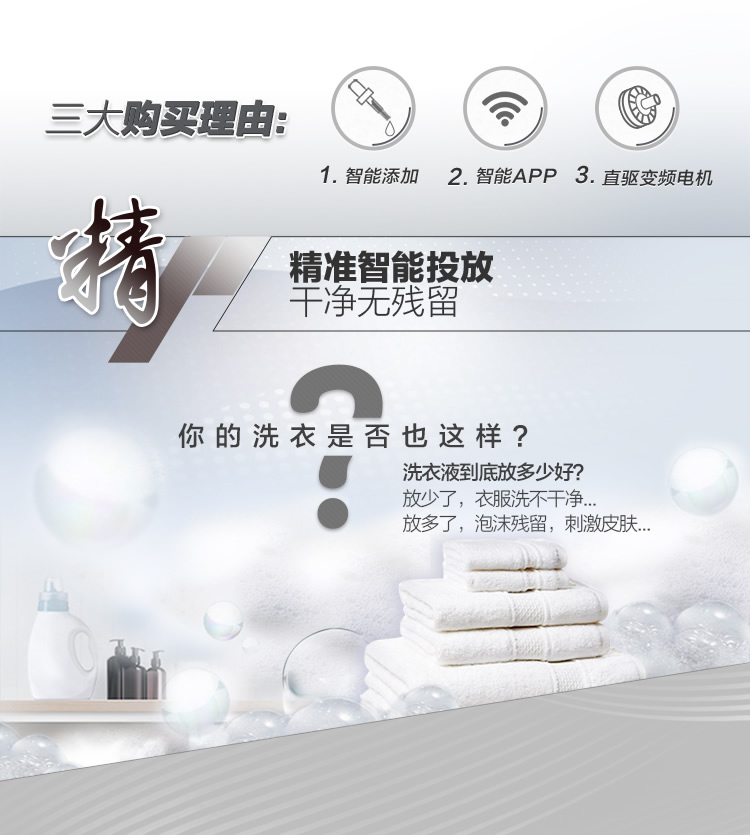 三大购买理由:
1. 智能添加
2. 智能APP
3. 直驱变频电机
精
精准智能投放
干净无残留
?
你的洗衣是否也这样?
洗衣液到底放多少好?
放少了，衣服洗不干净...
放多了，泡沫残留，刺激皮肤...